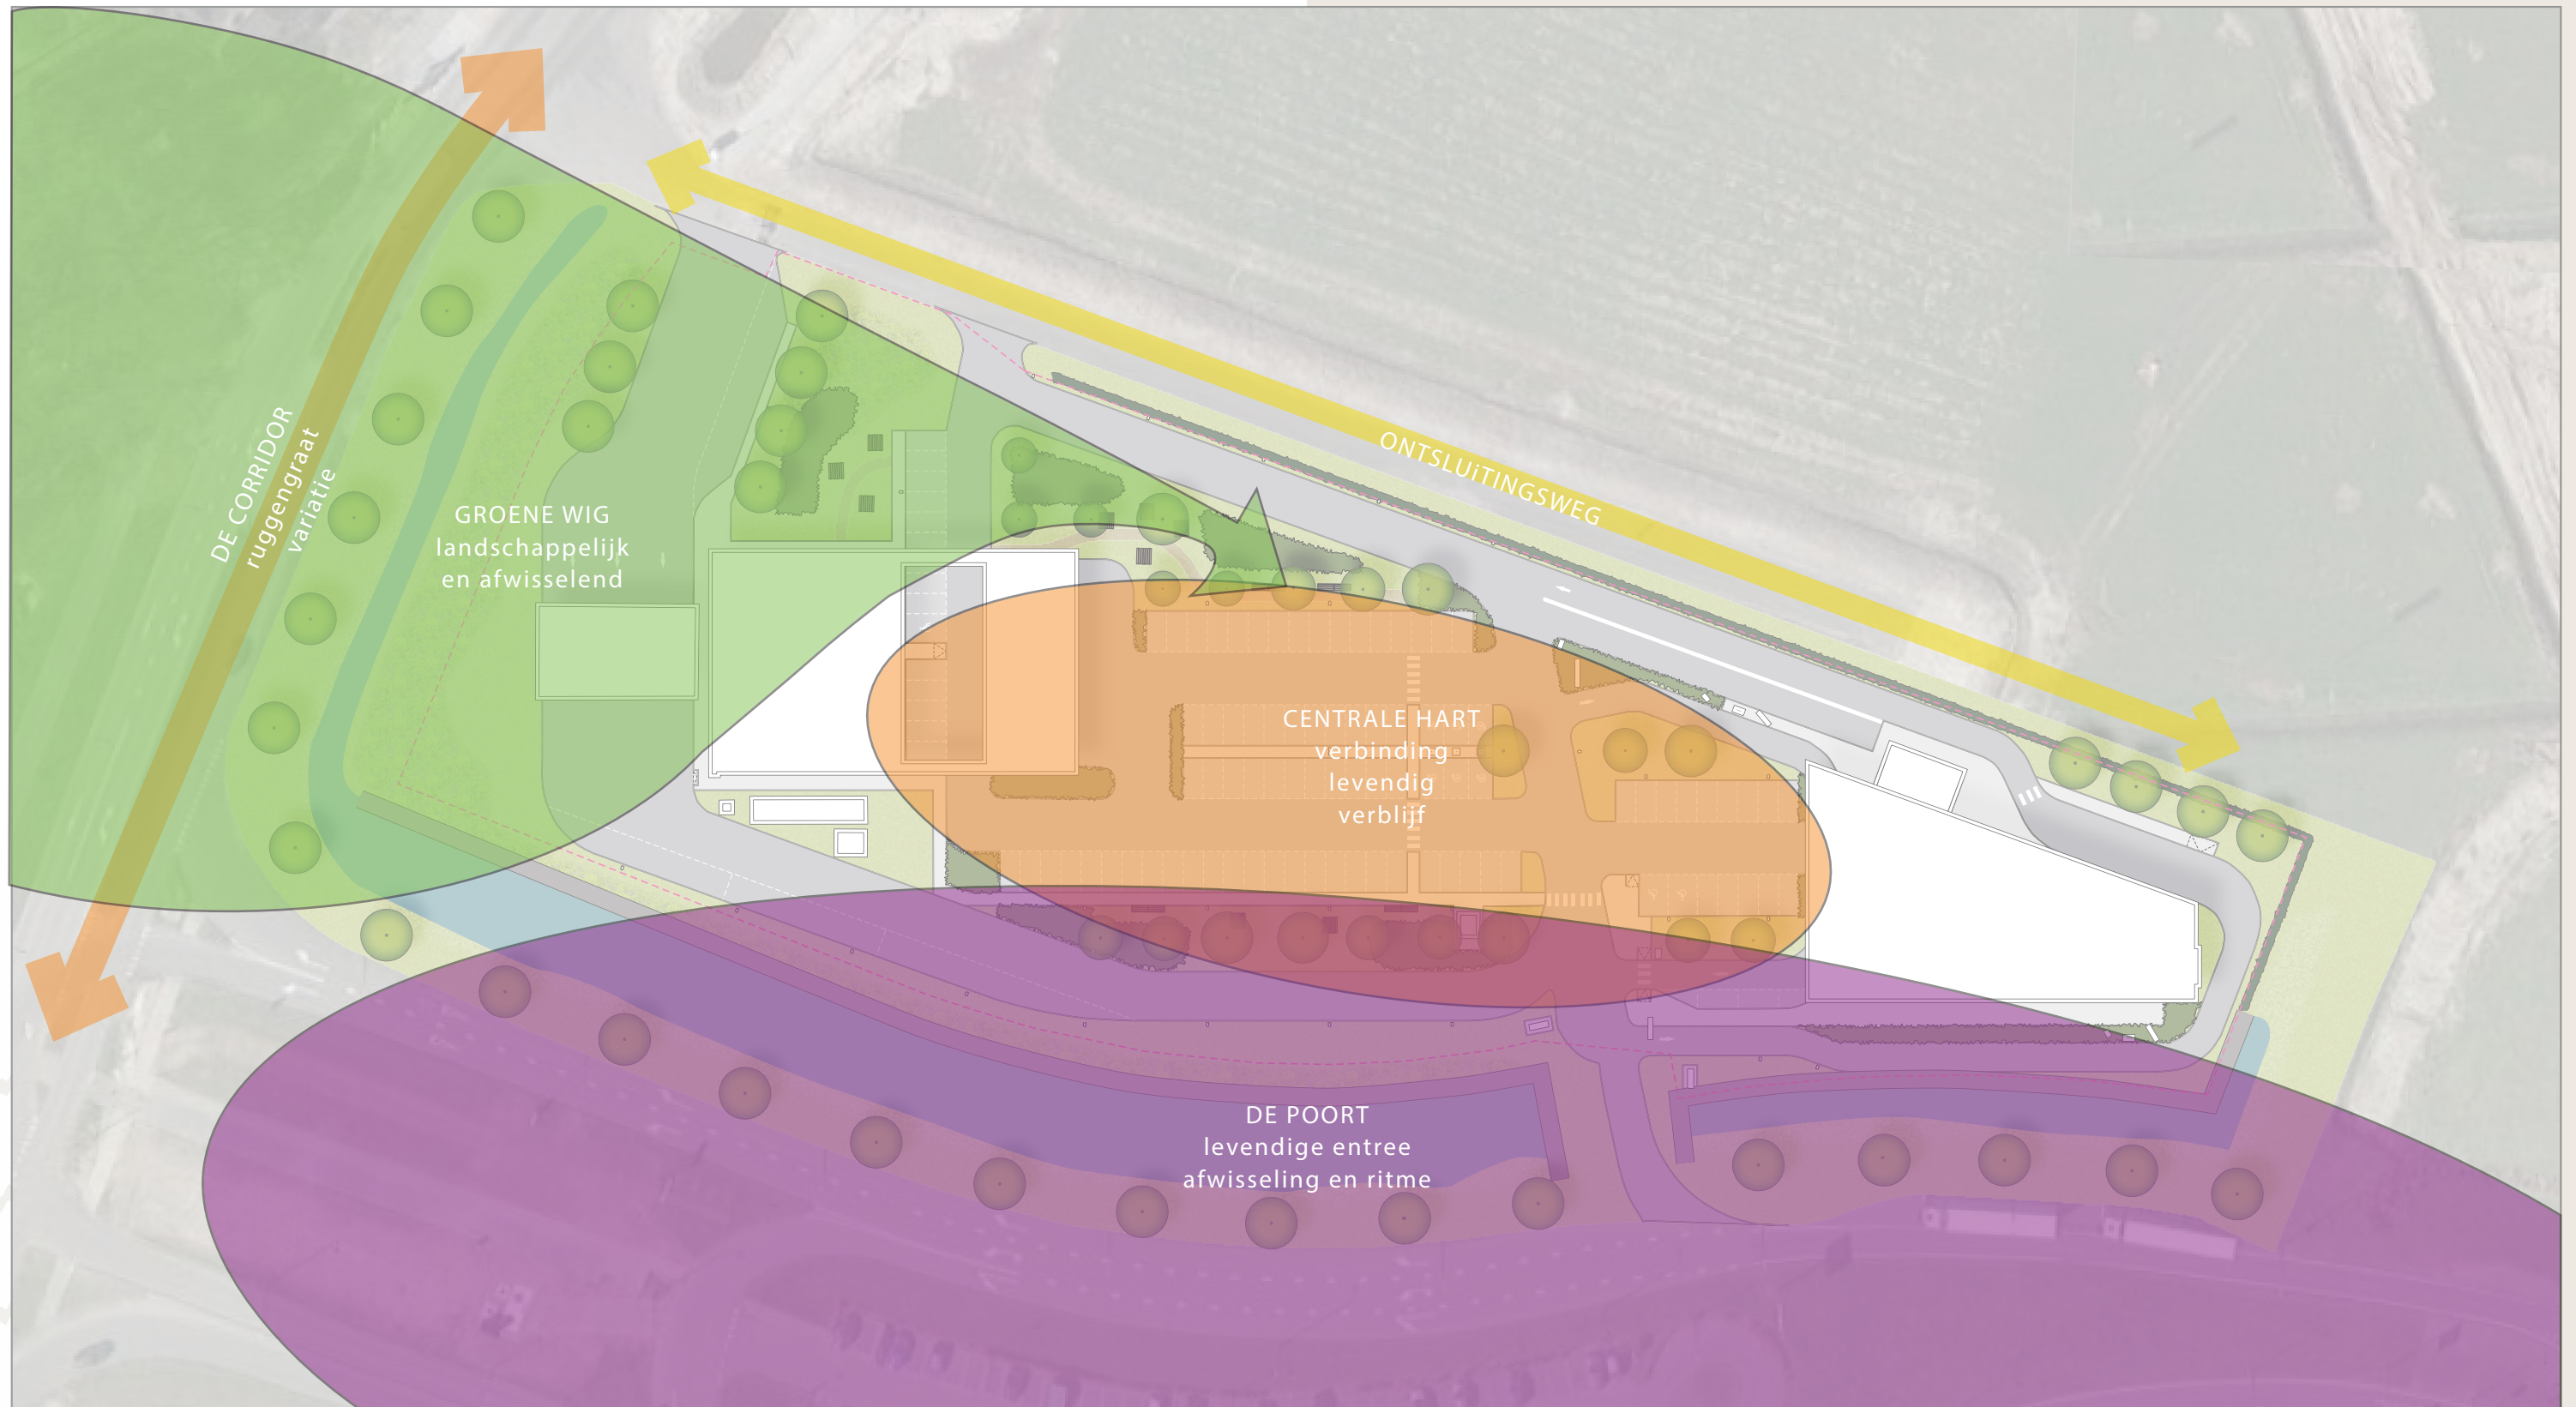 DE CORRIDOR
ruggengraat
variatie
GROENE WIG
landschappelijk
en afwisselend
ONTSLUiTINGSWEG
CENTRALE HART
verbinding
levendig
verblijf
DE POORT
levendige entree
afwisseling en ritme